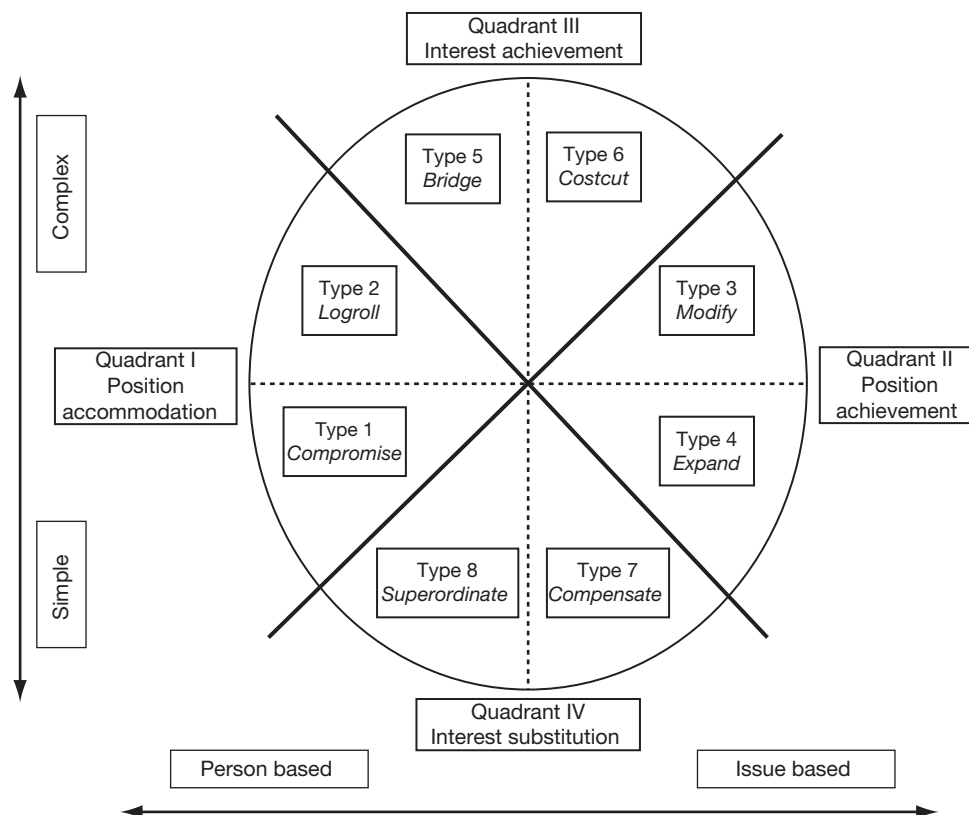 Quadrant III
Interest achievement
Complex
Type 5
Bridge
Type 6
Costcut
Type 2
Logroll
Type 3
Modify
Quadrant I
Position
accommodation
Quadrant II
Position
achievement
Type 1
Compromise
Type 4
Expand
Simple
Type 8
Superordinate
Type 7
Compensate
Quadrant IV
Interest substitution
Person based
Issue based